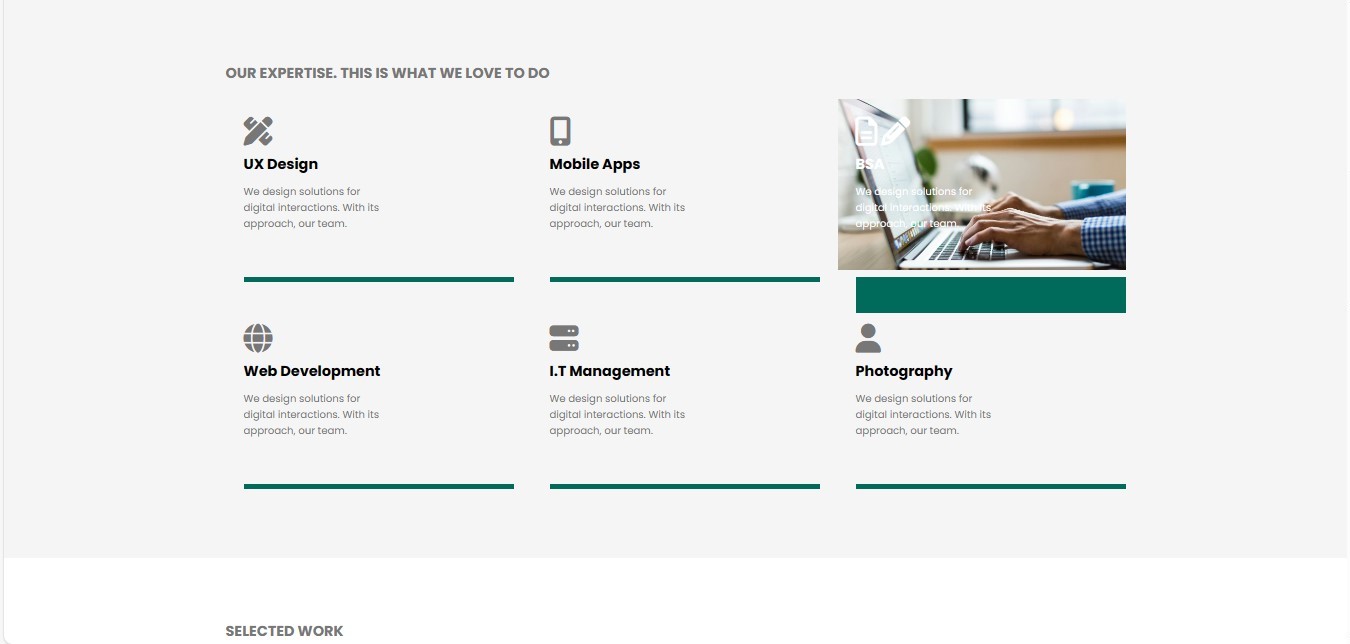 OUR EXPERTISE. THIS IS WHAT WE LOVE TO DO
UX Design
We design solutions for
digital interactions. With its
approach, our team.
Mobile Apps
We design solutions for
digital interactions. With its
approach, our team.
BSA
We design solutions for
digital interactions. With its
approach, our team.
Web Development
We design solutions for
digital interactions. With its
approach, our team.
I.T Management
We design solutions for
digital interactions. With its
approach, our team.
Photography
We design solutions for
digital interactions. With its
approach, our team.
SELECTED WORK